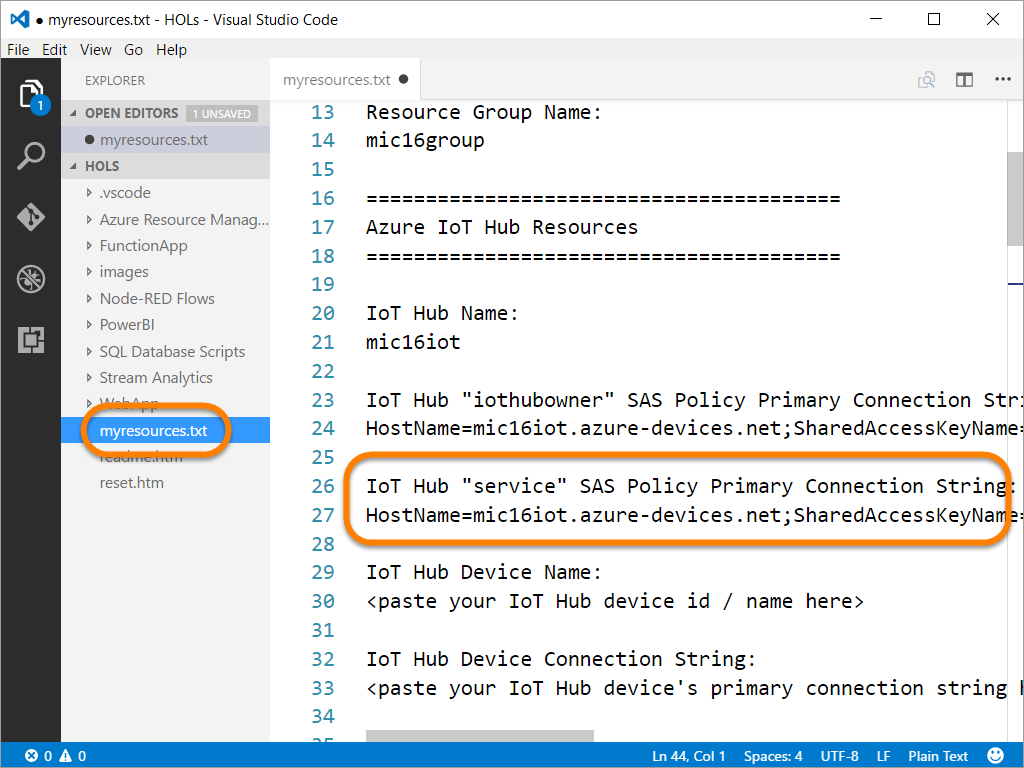 ● myresources.txt - HOLs - Visual Studio Code
File Edit View Go Help
1
EXPLORER
OPEN EDITORS 1 UNSAVED
● myresources.txt
HOLS
.vscode
Azure Resource Manag...
FunctionApp
images
Node-RED Flows
PowerBI
SQL Database Scripts
Stream Analytics
WebApp
myresources.txt
readme.htm
reset.htm
myresources.txt ●
13 Resource Group Name:
14 mic16group
15
16 ========================================
17 Azure IoT Hub Resources
18 ========================================
19
20 IoT Hub Name:
21 mic16iot
22
23 IoT Hub "iothubowner" SAS Policy Primary Connection Stri
24 HostName=mic16iot.azure-devices.net;SharedAccessKeyName=
25
26 IoT Hub "service" SAS Policy Primary Connection String:
27 HostName=mic16iot.azure-devices.net;SharedAccessKeyName=
28
29 IoT Hub Device Name:
30 <paste your IoT Hub device id / name here>
31
32 IoT Hub Device Connection String:
33 <paste your IoT Hub device's primary connection string h
34
35
0 0 Ln 44, Col 1 Spaces: 4 UTF-8 LF Plain Text